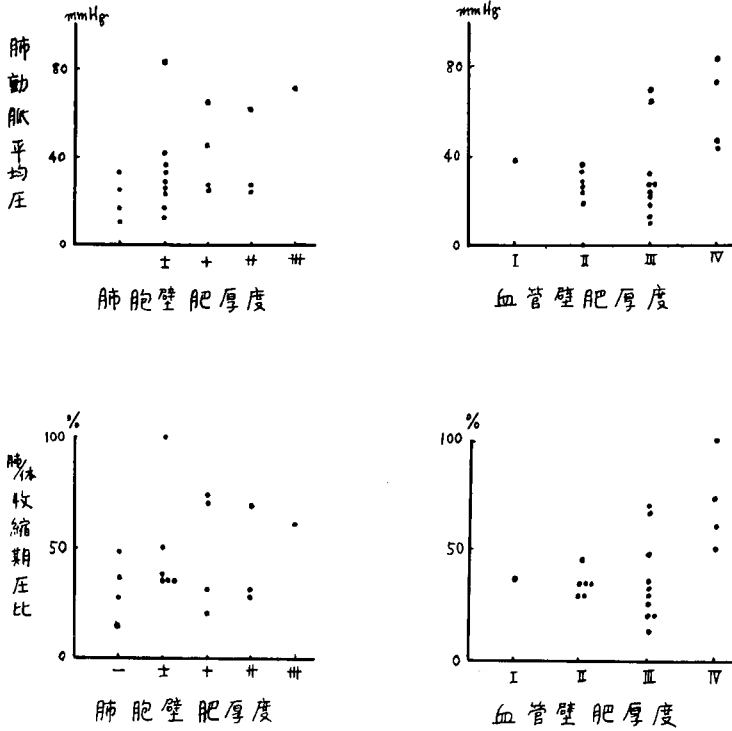 mmHg
肺動脈平均圧
80
40
0
± + ++ +++
肺胞壁肥厚度
mmHg
80
40
0
I II III IV
血管壁肥厚度
%
肺/体収縮期圧比
100
50
0
− ± + ++ +++
肺胞壁肥厚度
%
100
50
0
I II III IV
血管壁肥厚度